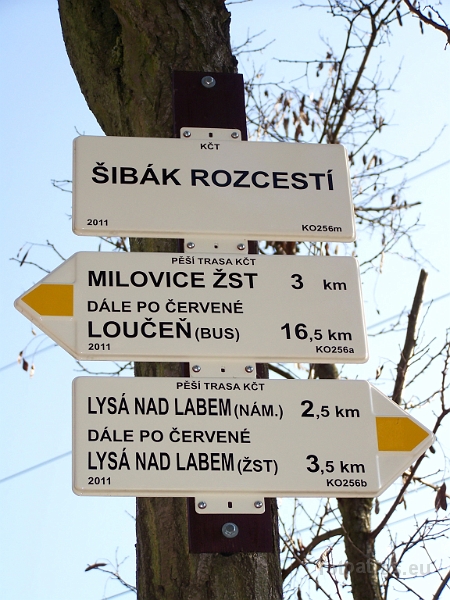 KČT
ŠIBÁK ROZCESTÍ
2011 KO256m
PĚŠÍ TRASA KČT
MILOVICE ŽST 3 km
DÁLE PO ČERVENÉ
LOUČEŇ (BUS) 16,5 km
2011 KO256a
PĚŠÍ TRASA KČT
LYSÁ NAD LABEM (NÁM.) 2,5 km
DÁLE PO ČERVENÉ
LYSÁ NAD LABEM (ŽST) 3,5 km
2011 KO256b